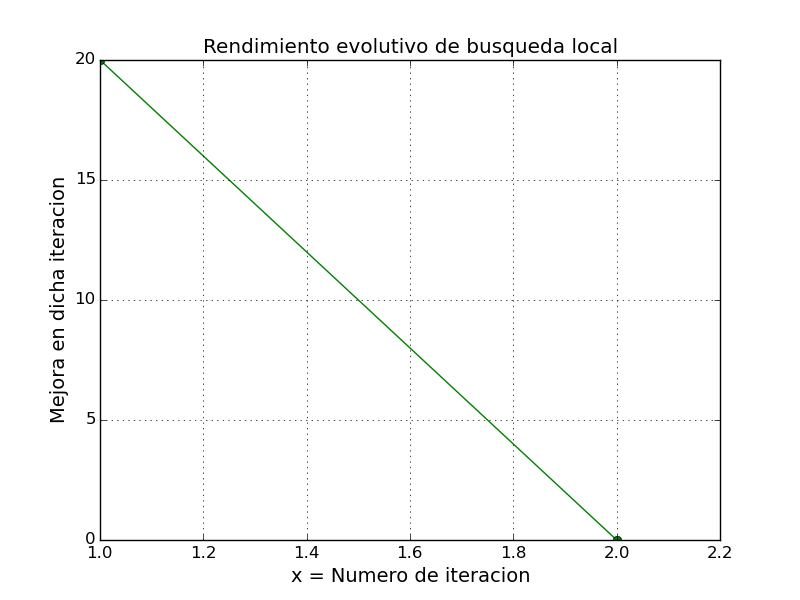 Rendimiento evolutivo de busqueda local
20
15
10
5
0
Mejora en dicha iteracion
1.0 1.2 1.4 1.6 1.8 2.0 2.2
x = Numero de iteracion